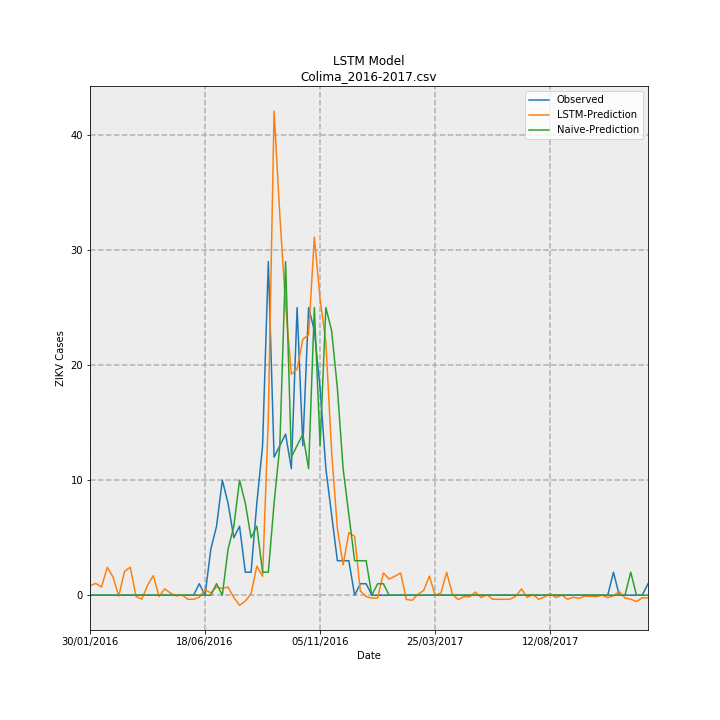 LSTM Model
Colima_2016-2017.csv
Observed
LSTM-Prediction
Naive-Prediction
40
30
20
10
0
ZIKV Cases
30/01/2016 18/06/2016 05/11/2016 25/03/2017 12/08/2017
Date